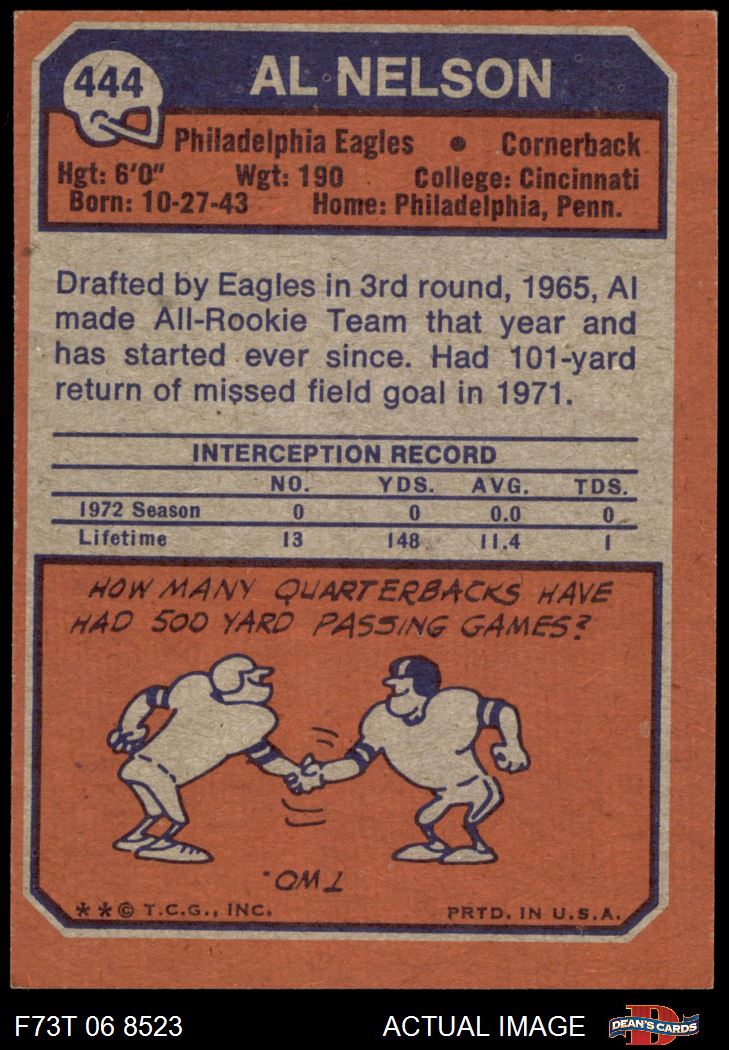 444
AL NELSON
Philadelphia Eagles • Cornerback
Hgt: 6'0" Wgt: 190 College: Cincinnati
Born: 10-27-43 Home: Philadelphia, Penn.
Drafted by Eagles in 3rd round, 1965, Al
made All-Rookie Team that year and
has started ever since. Had 101-yard
return of missed field goal in 1971.
INTERCEPTION RECORD
NO. YDS. AVG. TDS.
1972 Season 0 0 0.0 0
Lifetime 13 148 11.4 1
HOW MANY QUARTERBACKS HAVE
HAD 500 YARD PASSING GAMES?
TWO.
** © T.C.G., INC. PRTD. IN U.S.A.
F73T 06 8523 ACTUAL IMAGE DEAN'S CARDS